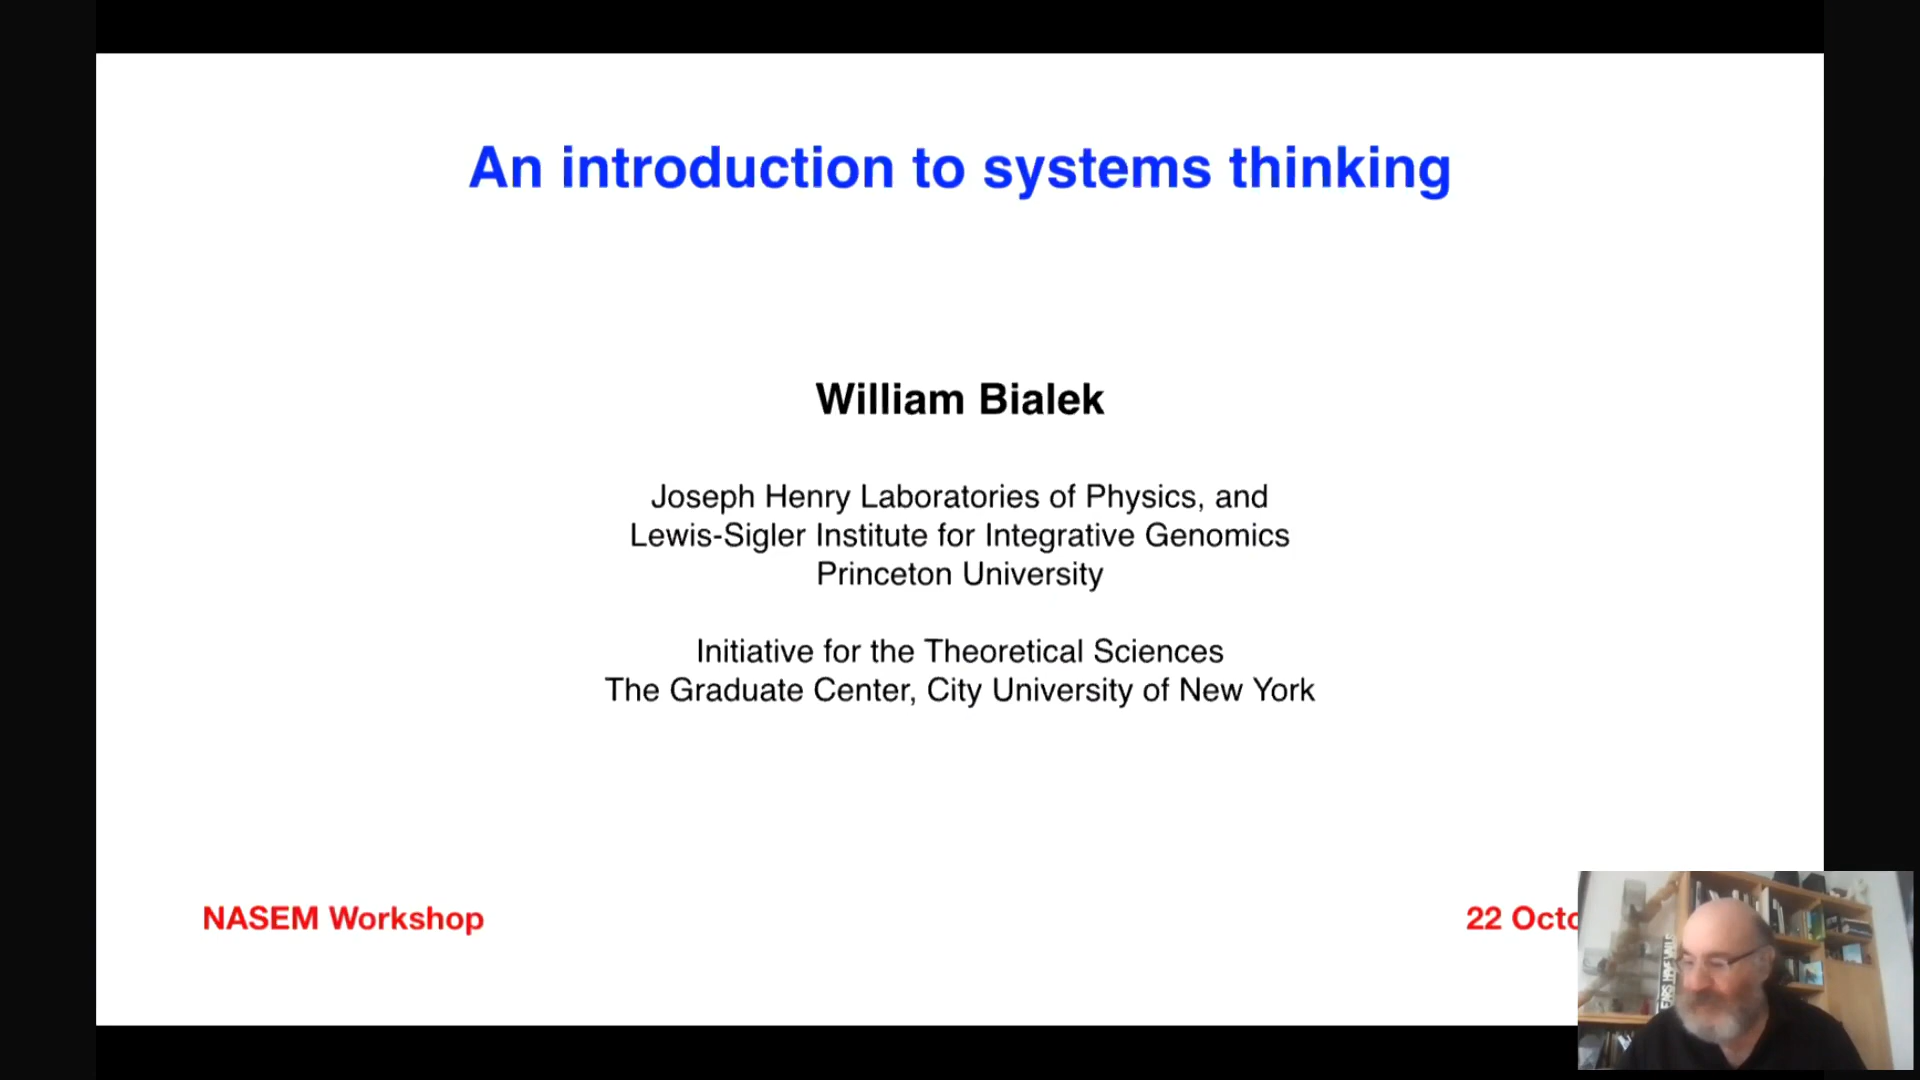 An introduction to systems thinking
William Bialek
Joseph Henry Laboratories of Physics, and
Lewis-Sigler Institute for Integrative Genomics
Princeton University
Initiative for the Theoretical Sciences
The Graduate Center, City University of New York
NASEM Workshop
22 Octo